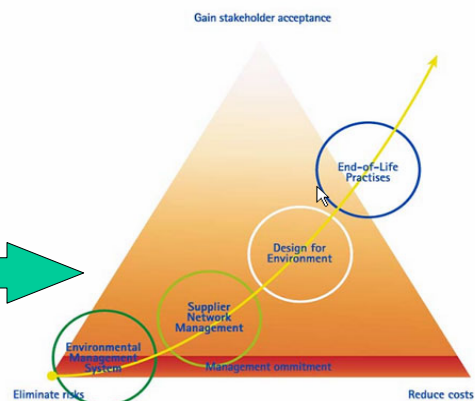 Gain stakeholder acceptance
End-of-Life
Practises
Design for
Environment
Supplier
Network
Management
Environmental
Management
System
Management ommitment
Eliminate risks
Reduce costs